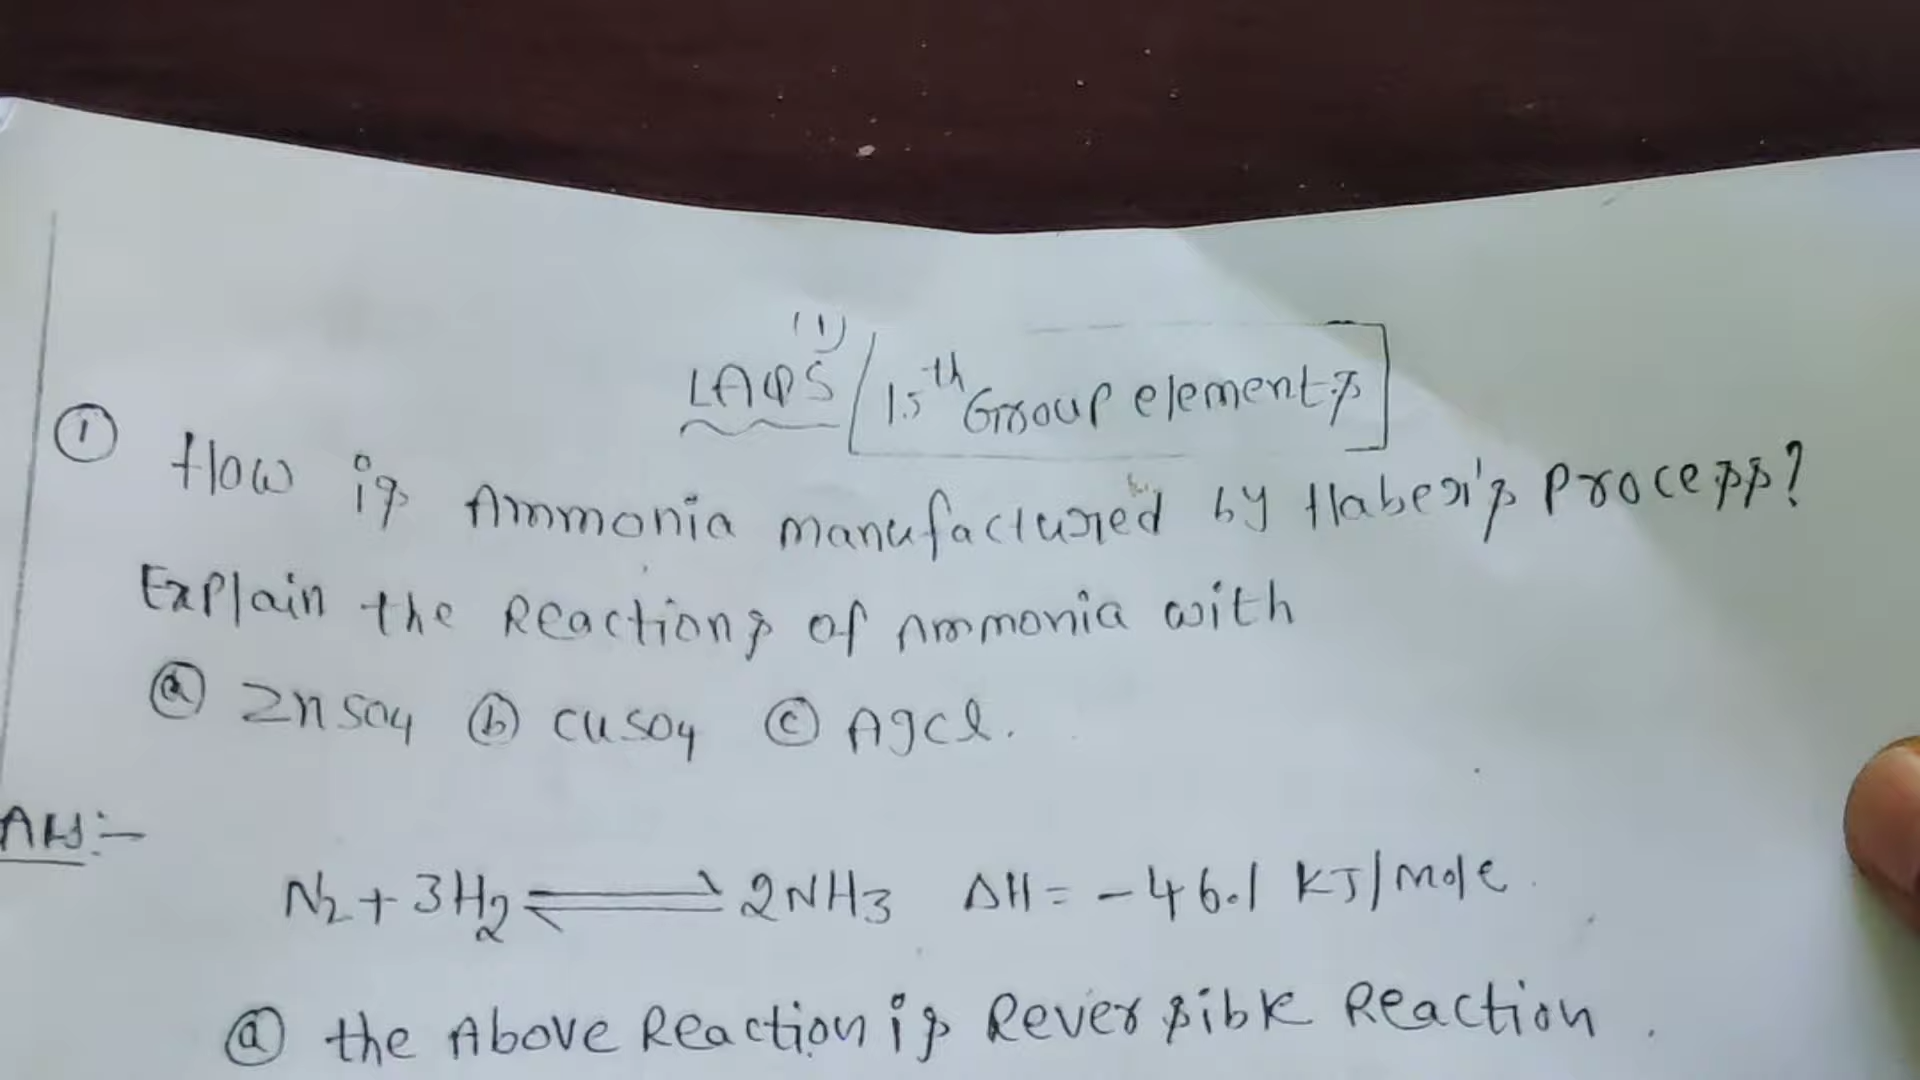 (1)
LAQS [15th Group elements]
① How is Ammonia manufactured by Haber's process?
Explain the Reactions of Ammonia with
ⓐ ZnSO4 ⓑ CuSO4 ⓒ AgCl.
Ans:-
N2 + 3H2 ⇌ 2NH3 ΔH = -46.1 KJ/mole.
ⓐ the Above Reaction is Reversible Reaction.